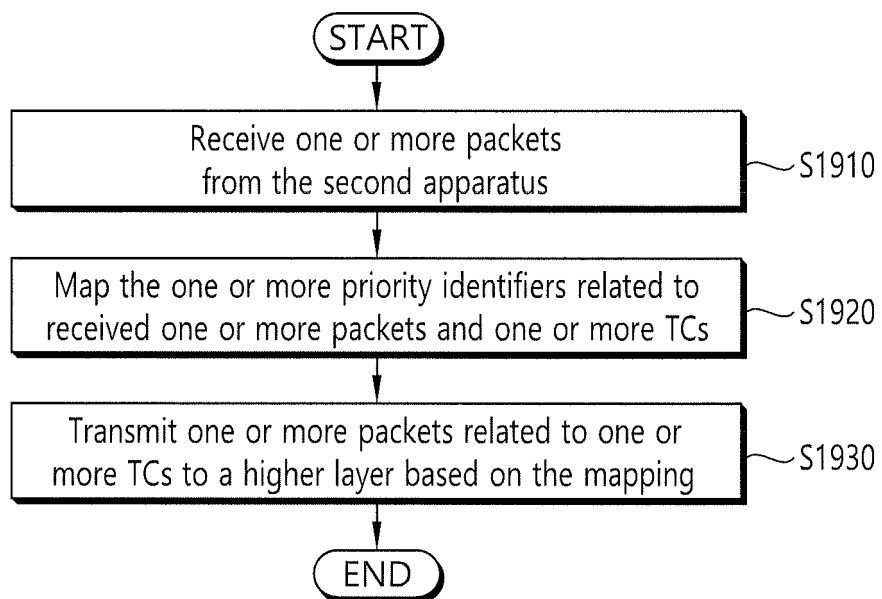 START
Receive one or more packets
from the second apparatus
S1910
Map the one or more priority identifiers related to
received one or more packets and one or more TCs
S1920
Transmit one or more packets related to one or
more TCs to a higher layer based on the mapping
S1930
END